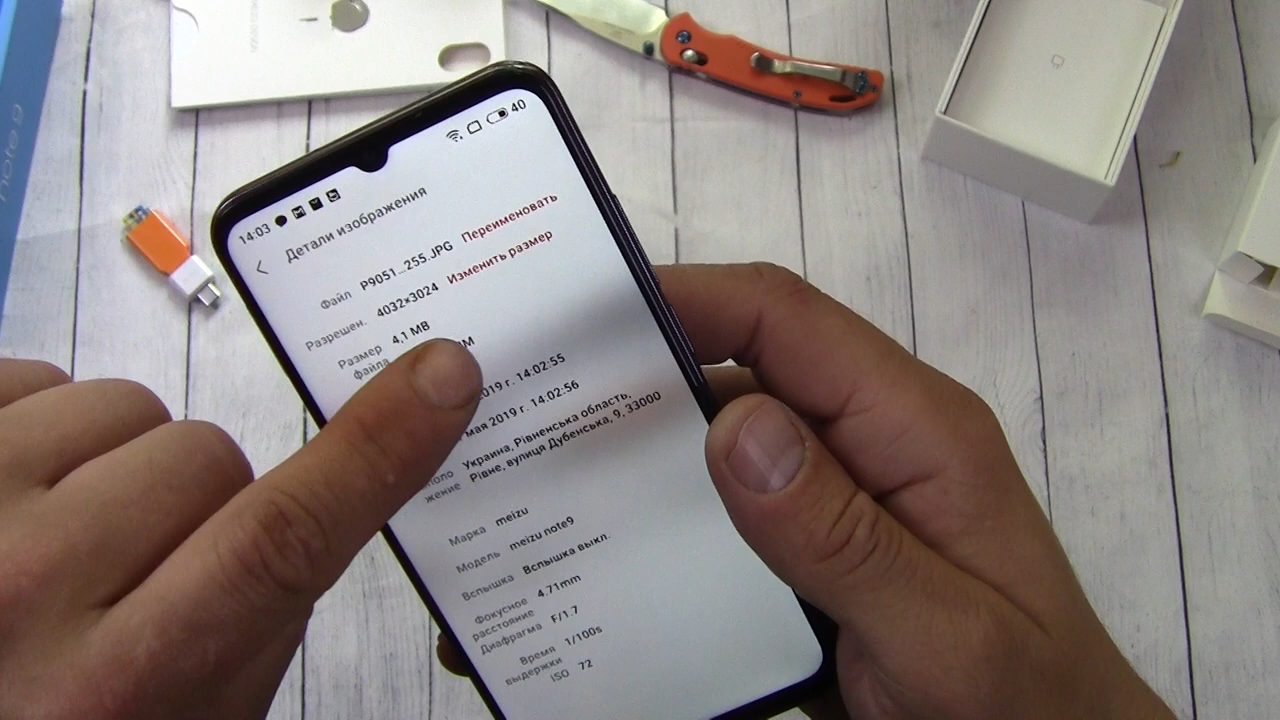 note 9
14:03
40
Детали изображения
Файл P9051...255.JPG Переименовать
Разрешен. 4032×3024 Изменить размер
Размер файла 4,1 MB
2019 г. 14:02:55
мая 2019 г. 14:02:56
Украина, Рівненська область,
жение Рівне, вулиця Дубенська, 9, 33000
Марка meizu
Модель meizu note9
Вспышка Вспышка выкл.
Фокусное расстояние 4.71mm
Диафрагма F/1.7
Время выдержки 1/100s
ISO 72